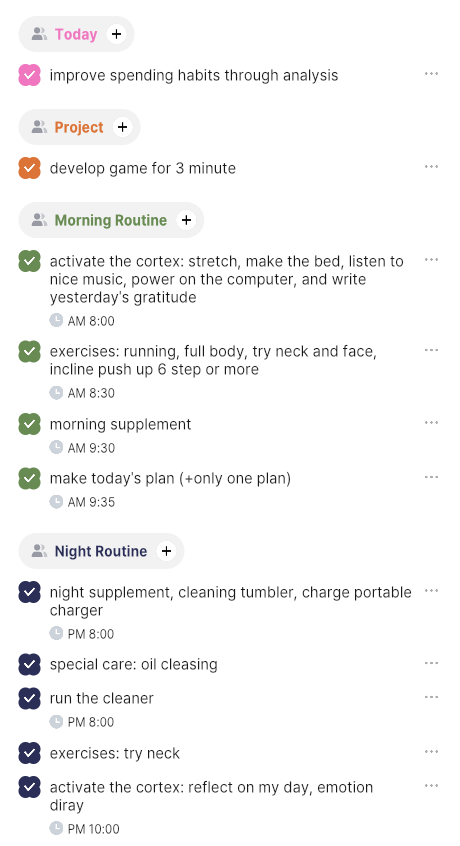 Today +
improve spending habits through analysis
Project +
develop game for 3 minute
Morning Routine +
activate the cortex: stretch, make the bed, listen to
nice music, power on the computer, and write
yesterday's gratitude
AM 8:00
exercises: running, full body, try neck and face,
incline push up 6 step or more
AM 8:30
morning supplement
AM 9:30
make today's plan (+only one plan)
AM 9:35
Night Routine +
night supplement, cleaning tumbler, charge portable
charger
PM 8:00
special care: oil cleasing
run the cleaner
PM 8:00
exercises: try neck
activate the cortex: reflect on my day, emotion
diray
PM 10:00